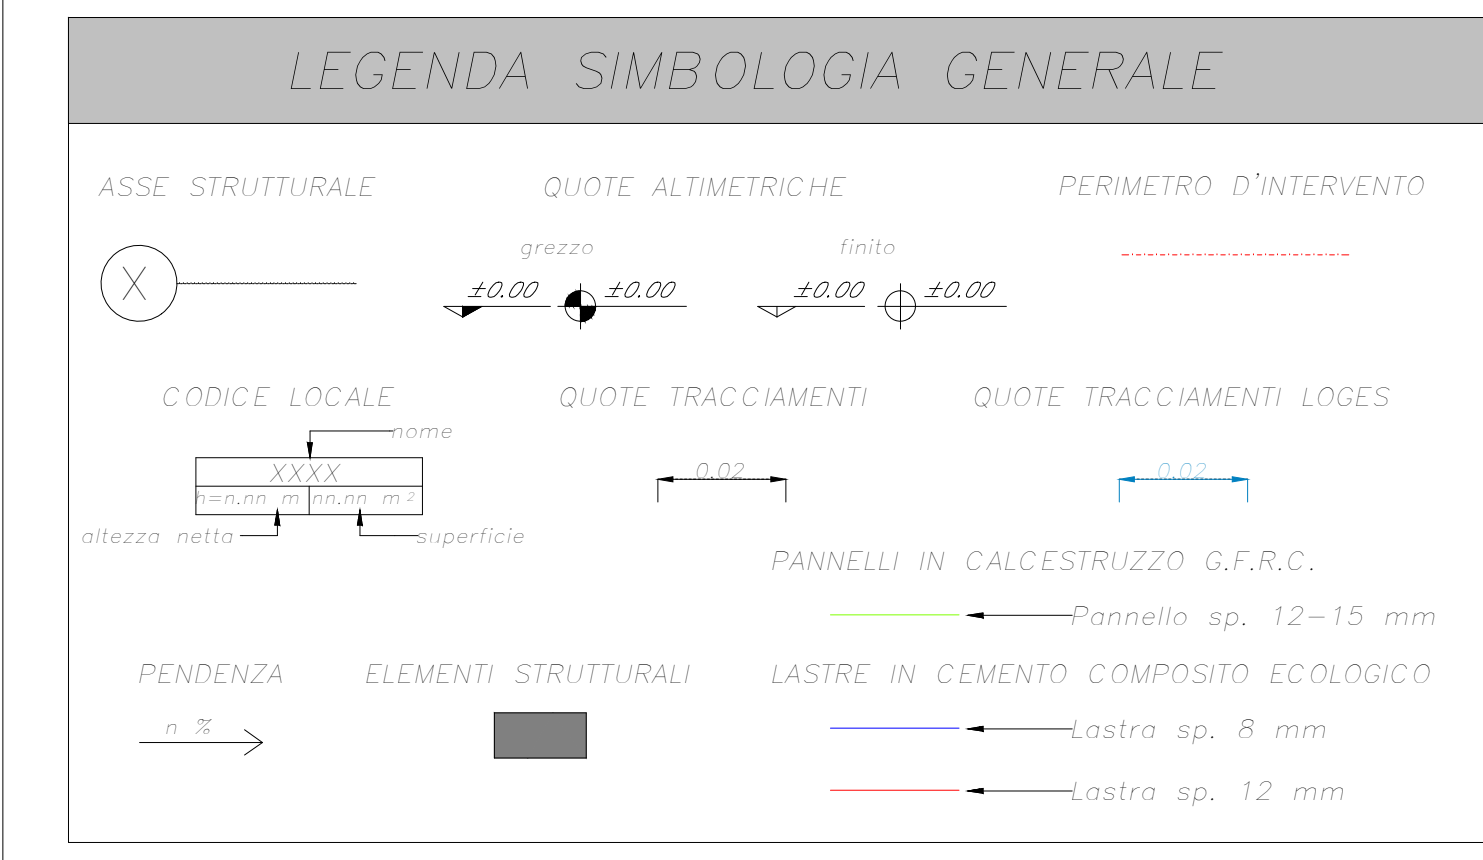 LEGENDA SIMBOLOGIA GENERALE
ASSE STRUTTURALE
X
QUOTE ALTIMETRICHE
grezzo
±0.00 ±0.00
finito
±0.00 ±0.00
PERIMETRO D'INTERVENTO
CODICE LOCALE
nome
XXXX
h=n.nn m nn.nn m²
altezza netta
superficie
QUOTE TRACCIAMENTI
0.02
QUOTE TRACCIAMENTI LOGES
0.02
PANNELLI IN CALCESTRUZZO G.F.R.C.
Pannello sp. 12-15 mm
PENDENZA
n %
ELEMENTI STRUTTURALI
LASTRE IN CEMENTO COMPOSITO ECOLOGICO
Lastra sp. 8 mm
Lastra sp. 12 mm